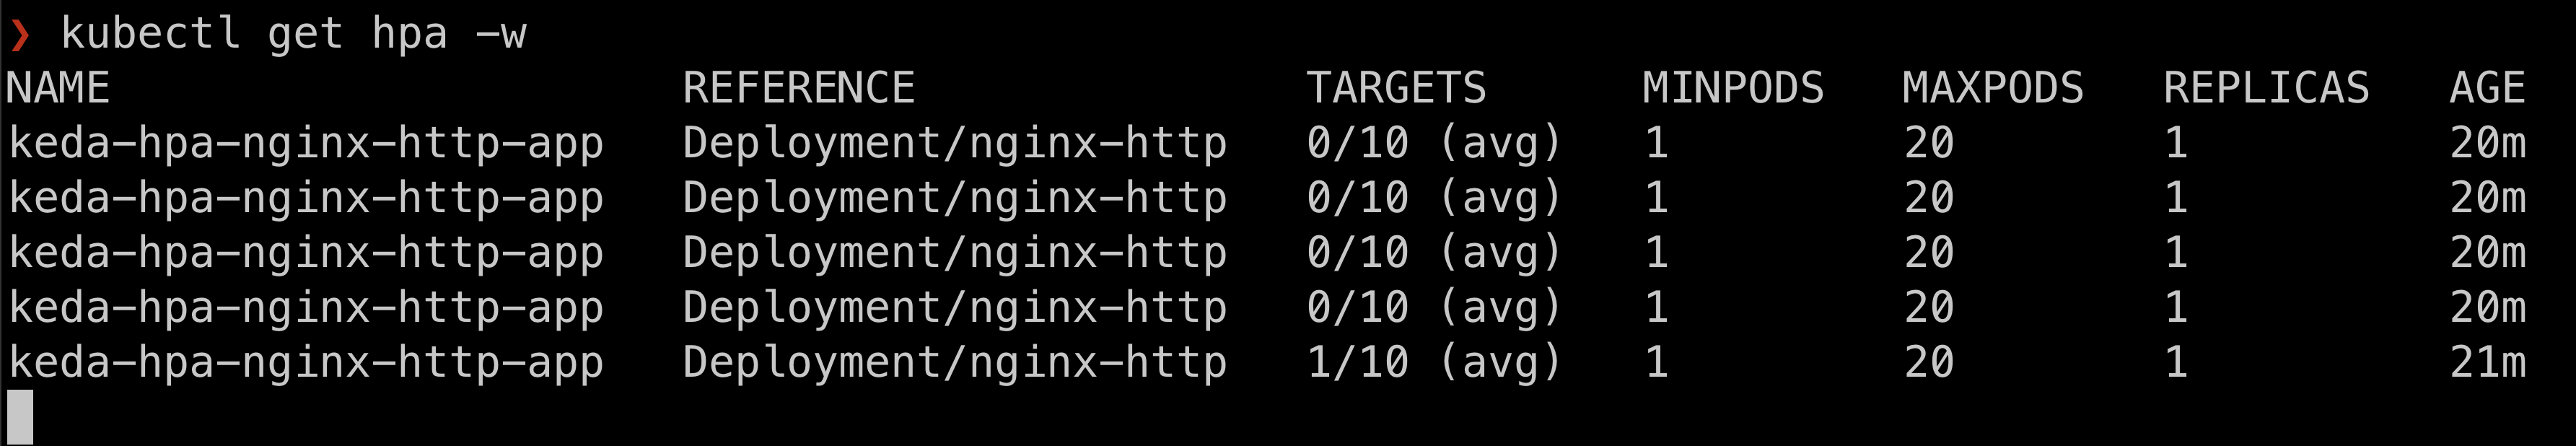 ❯ kubectl get hpa -w
NAME REFERENCE TARGETS MINPODS MAXPODS REPLICAS AGE
keda-hpa-nginx-http-app Deployment/nginx-http 0/10 (avg) 1 20 1 20m
keda-hpa-nginx-http-app Deployment/nginx-http 0/10 (avg) 1 20 1 20m
keda-hpa-nginx-http-app Deployment/nginx-http 0/10 (avg) 1 20 1 20m
keda-hpa-nginx-http-app Deployment/nginx-http 0/10 (avg) 1 20 1 20m
keda-hpa-nginx-http-app Deployment/nginx-http 1/10 (avg) 1 20 1 21m